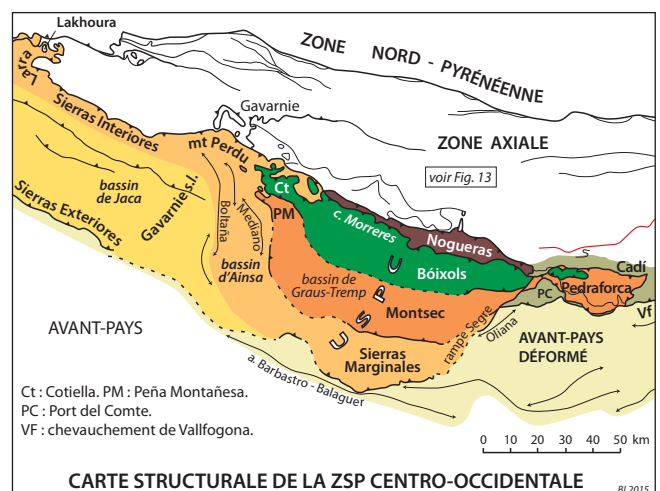 Lakhoura
Larra
ZONE NORD - PYRÉNÉENNE
Gavarnie
Sierras Interiores
ZONE AXIALE
mt Perdu
voir Fig. 13
bassin
de Jaca
Ct
Sierras Exteriores
Gavarnie s.l.
Boltaña
Mediano
PM
c. Morreres
Nogueras
Cadí
bassin
d'Ainsa
bassin de
Graus-Tremp
Bóixols
Pedraforca
PC
Montsec
U S P C U
Vf
rampe Segre
Oliana
AVANT-PAYS
AVANT-PAYS
DÉFORMÉ
Sierras
Marginales
a. Barbastro - Balaguer
Ct : Cotiella. PM : Peña Montañesa.
PC : Port del Comte.
VF : chevauchement de Vallfogona.
0 10 20 30 40 50 km
CARTE STRUCTURALE DE LA ZSP CENTRO-OCCIDENTALE
BJ 2015